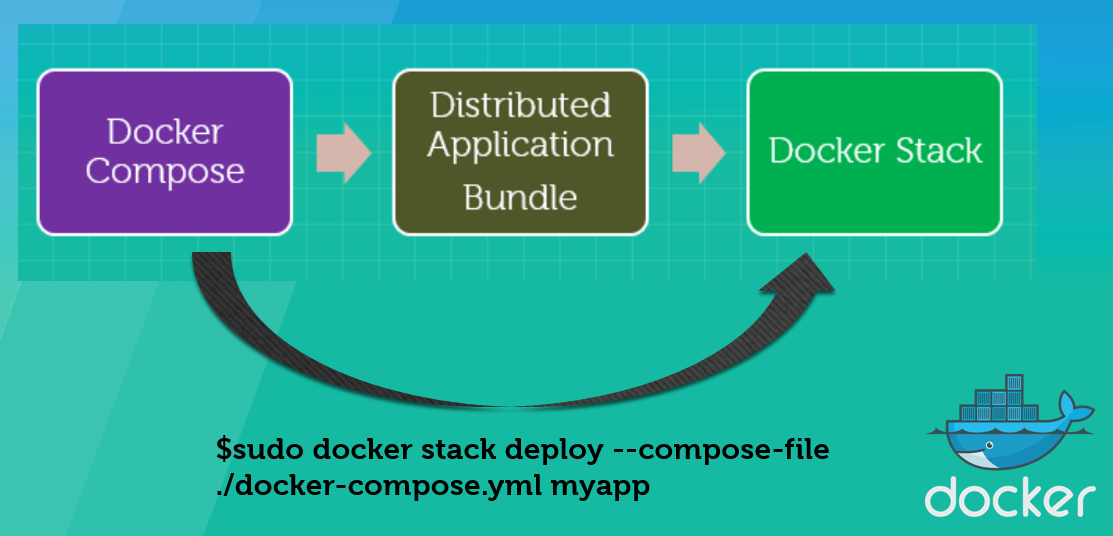 Docker
Compose
Distributed
Application
Bundle
Docker Stack
$sudo docker stack deploy --compose-file
./docker-compose.yml myapp
docker